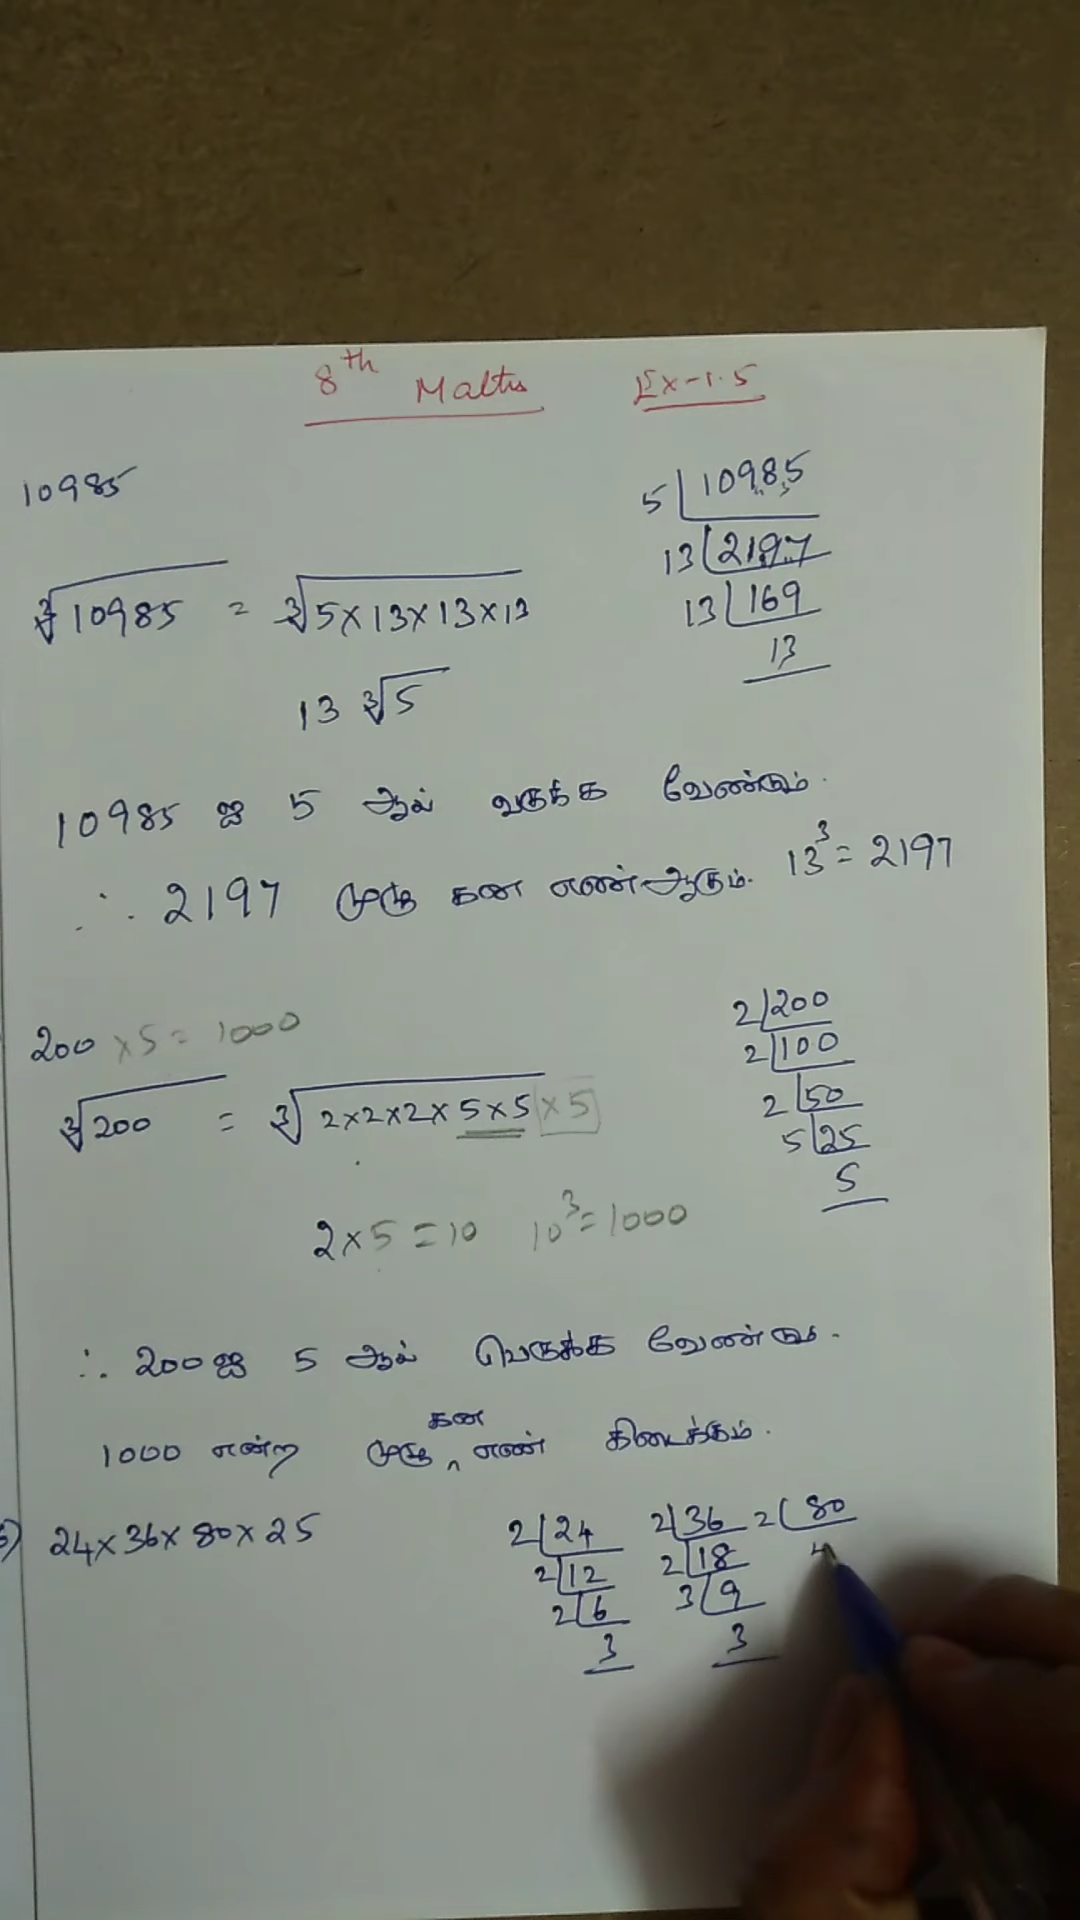 8th Maths Ex-1.5
10985
∛10985 = ∛5×13×13×13
13 ∛5
5 | 10985
13 | 2197
13 | 169
13
10985 ஐ 5 ஆல் வகுக்க வேண்டும்.
∴ 2197 முழு கன எண் ஆகும். 13³ = 2197
200 ×5 = 1000
∛200 = ∛2×2×2×5×5×5
2×5 = 10 10³ = 1000
2 | 200
2 | 100
2 | 50
5 | 25
5
∴ 200 ஐ 5 ஆல் பெருக்க வேண்டும்.
1000 என்ற முழு கன எண் கிடைக்கும்.
24×36×80×25
2 | 24
2 | 12
2 | 6
3
2 | 36
2 | 18
3 | 9
3
2 | 80
4